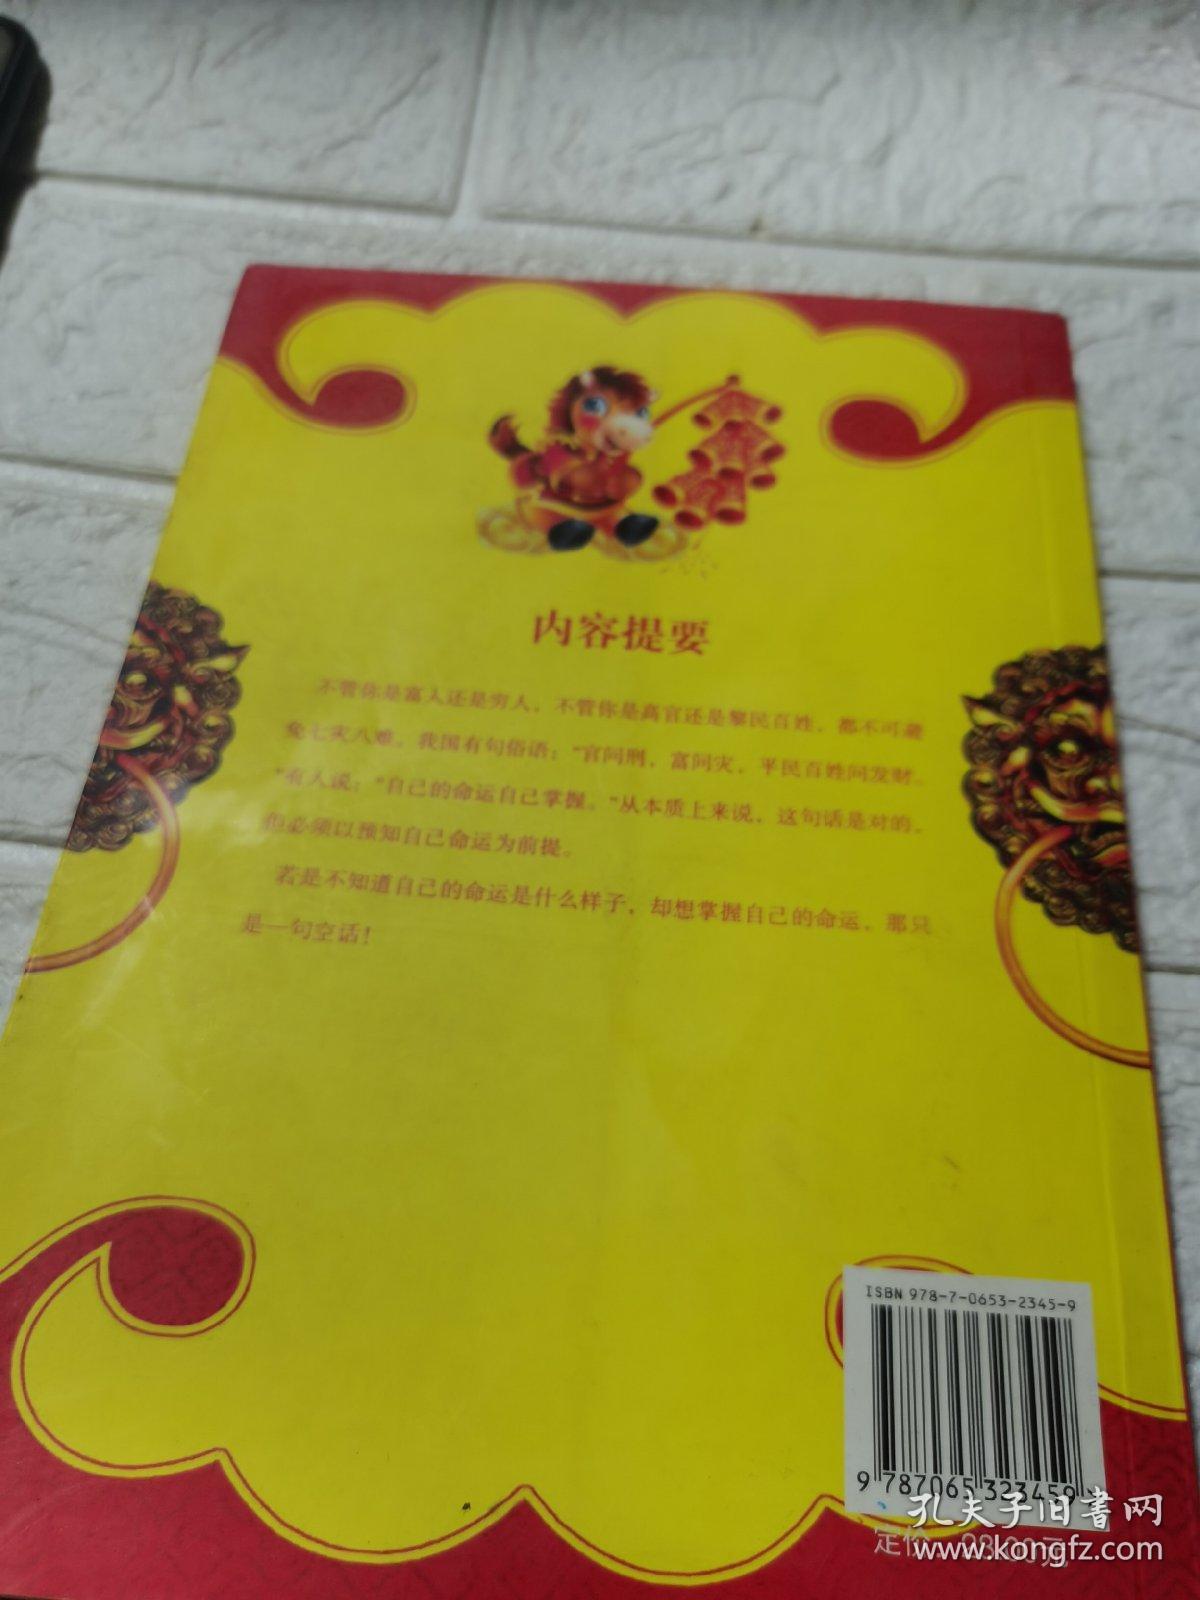 内容提要
不管你是富人还是穷人，不管你是高官还是黎民百姓，都不可避
免七灾八难。我国有句俗语：“官问刑，富问灾，平民百姓问发财。
”有人说：“自己的命运自己掌握。”从本质上来说，这句话是对的。
但必须以预知自己命运为前提。
若是不知道自己的命运是什么样子，却想掌握自己的命运，那只
是一句空话！
ISBN 978-7-0653-2345-9
9 787065 323459
孔夫子旧书网
定价：28.00元
www.kongfz.com